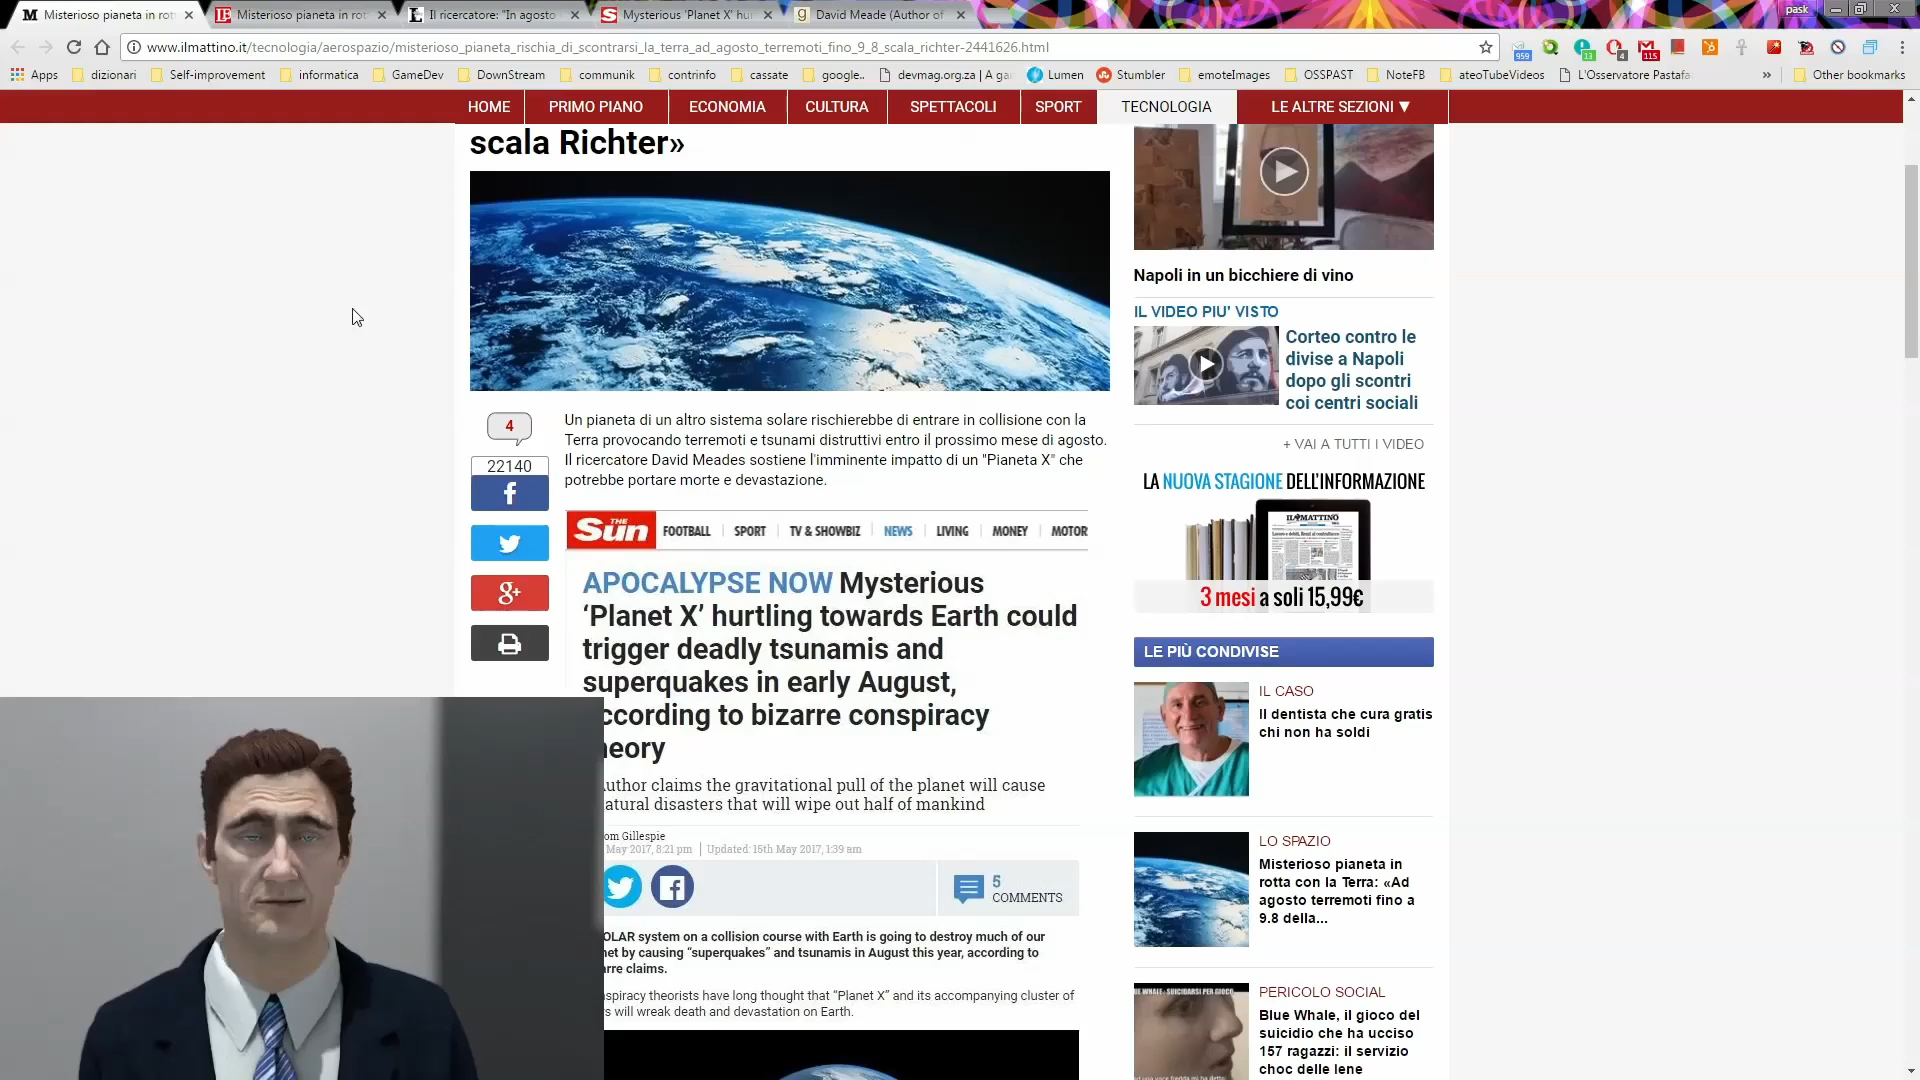 Misterioso pianeta in rott
Misterioso pianeta in rot
Il ricercatore: "In agosto
Mysterious 'Planet X' hur
David Meade (Author of
pask
www.ilmattino.it/tecnologia/aerospazio/misterioso_pianeta_rischia_di_scontrarsi_la_terra_ad_agosto_terremoti_fino_9_8_scala_richter-2441626.html
959
13
4
115
Apps
dizionari
Self-improvement
informatica
GameDev
DownStream
communik
contrinfo
cassate
google..
devmag.org.za | A ga
Lumen
Stumbler
emoteImages
OSSPAST
NoteFB
ateoTubeVideos
L'Osservatore Pastafa
»
Other bookmarks
HOME
PRIMO PIANO
ECONOMIA
CULTURA
SPETTACOLI
SPORT
TECNOLOGIA
LE ALTRE SEZIONI ▼
scala Richter»
4
22140
Un pianeta di un altro sistema solare rischierebbe di entrare in collisione con la
Terra provocando terremoti e tsunami distruttivi entro il prossimo mese di agosto.
Il ricercatore David Meades sostiene l'imminente impatto di un "Pianeta X" che
potrebbe portare morte e devastazione.
THE Sun
FOOTBALL
SPORT
TV & SHOWBIZ
NEWS
LIVING
MONEY
MOTOR
APOCALYPSE NOW Mysterious
‘Planet X’ hurtling towards Earth could
trigger deadly tsunamis and
superquakes in early August,
ccording to bizarre conspiracy
heory
uthor claims the gravitational pull of the planet will cause
atural disasters that will wipe out half of mankind
om Gillespie
May 2017, 8:21 pm
Updated: 15th May 2017, 1:39 am
5
COMMENTS
OLAR system on a collision course with Earth is going to destroy much of our
net by causing “superquakes” and tsunamis in August this year, according to
arre claims.
spiracy theorists have long thought that “Planet X” and its accompanying cluster of
s will wreak death and devastation on Earth.
Napoli in un bicchiere di vino
IL VIDEO PIU' VISTO
Corteo contro le
divise a Napoli
dopo gli scontri
coi centri sociali
+ VAI A TUTTI I VIDEO
LA NUOVA STAGIONE DELL'INFORMAZIONE
IL MATTINO
3 mesi a soli 15,99€
LE PIÙ CONDIVISE
IL CASO
Il dentista che cura gratis
chi non ha soldi
LO SPAZIO
Misterioso pianeta in
rotta con la Terra: «Ad
agosto terremoti fino a
9.8 della...
PERICOLO SOCIAL
Blue Whale, il gioco del
suicidio che ha ucciso
157 ragazzi: il servizio
choc delle Iene